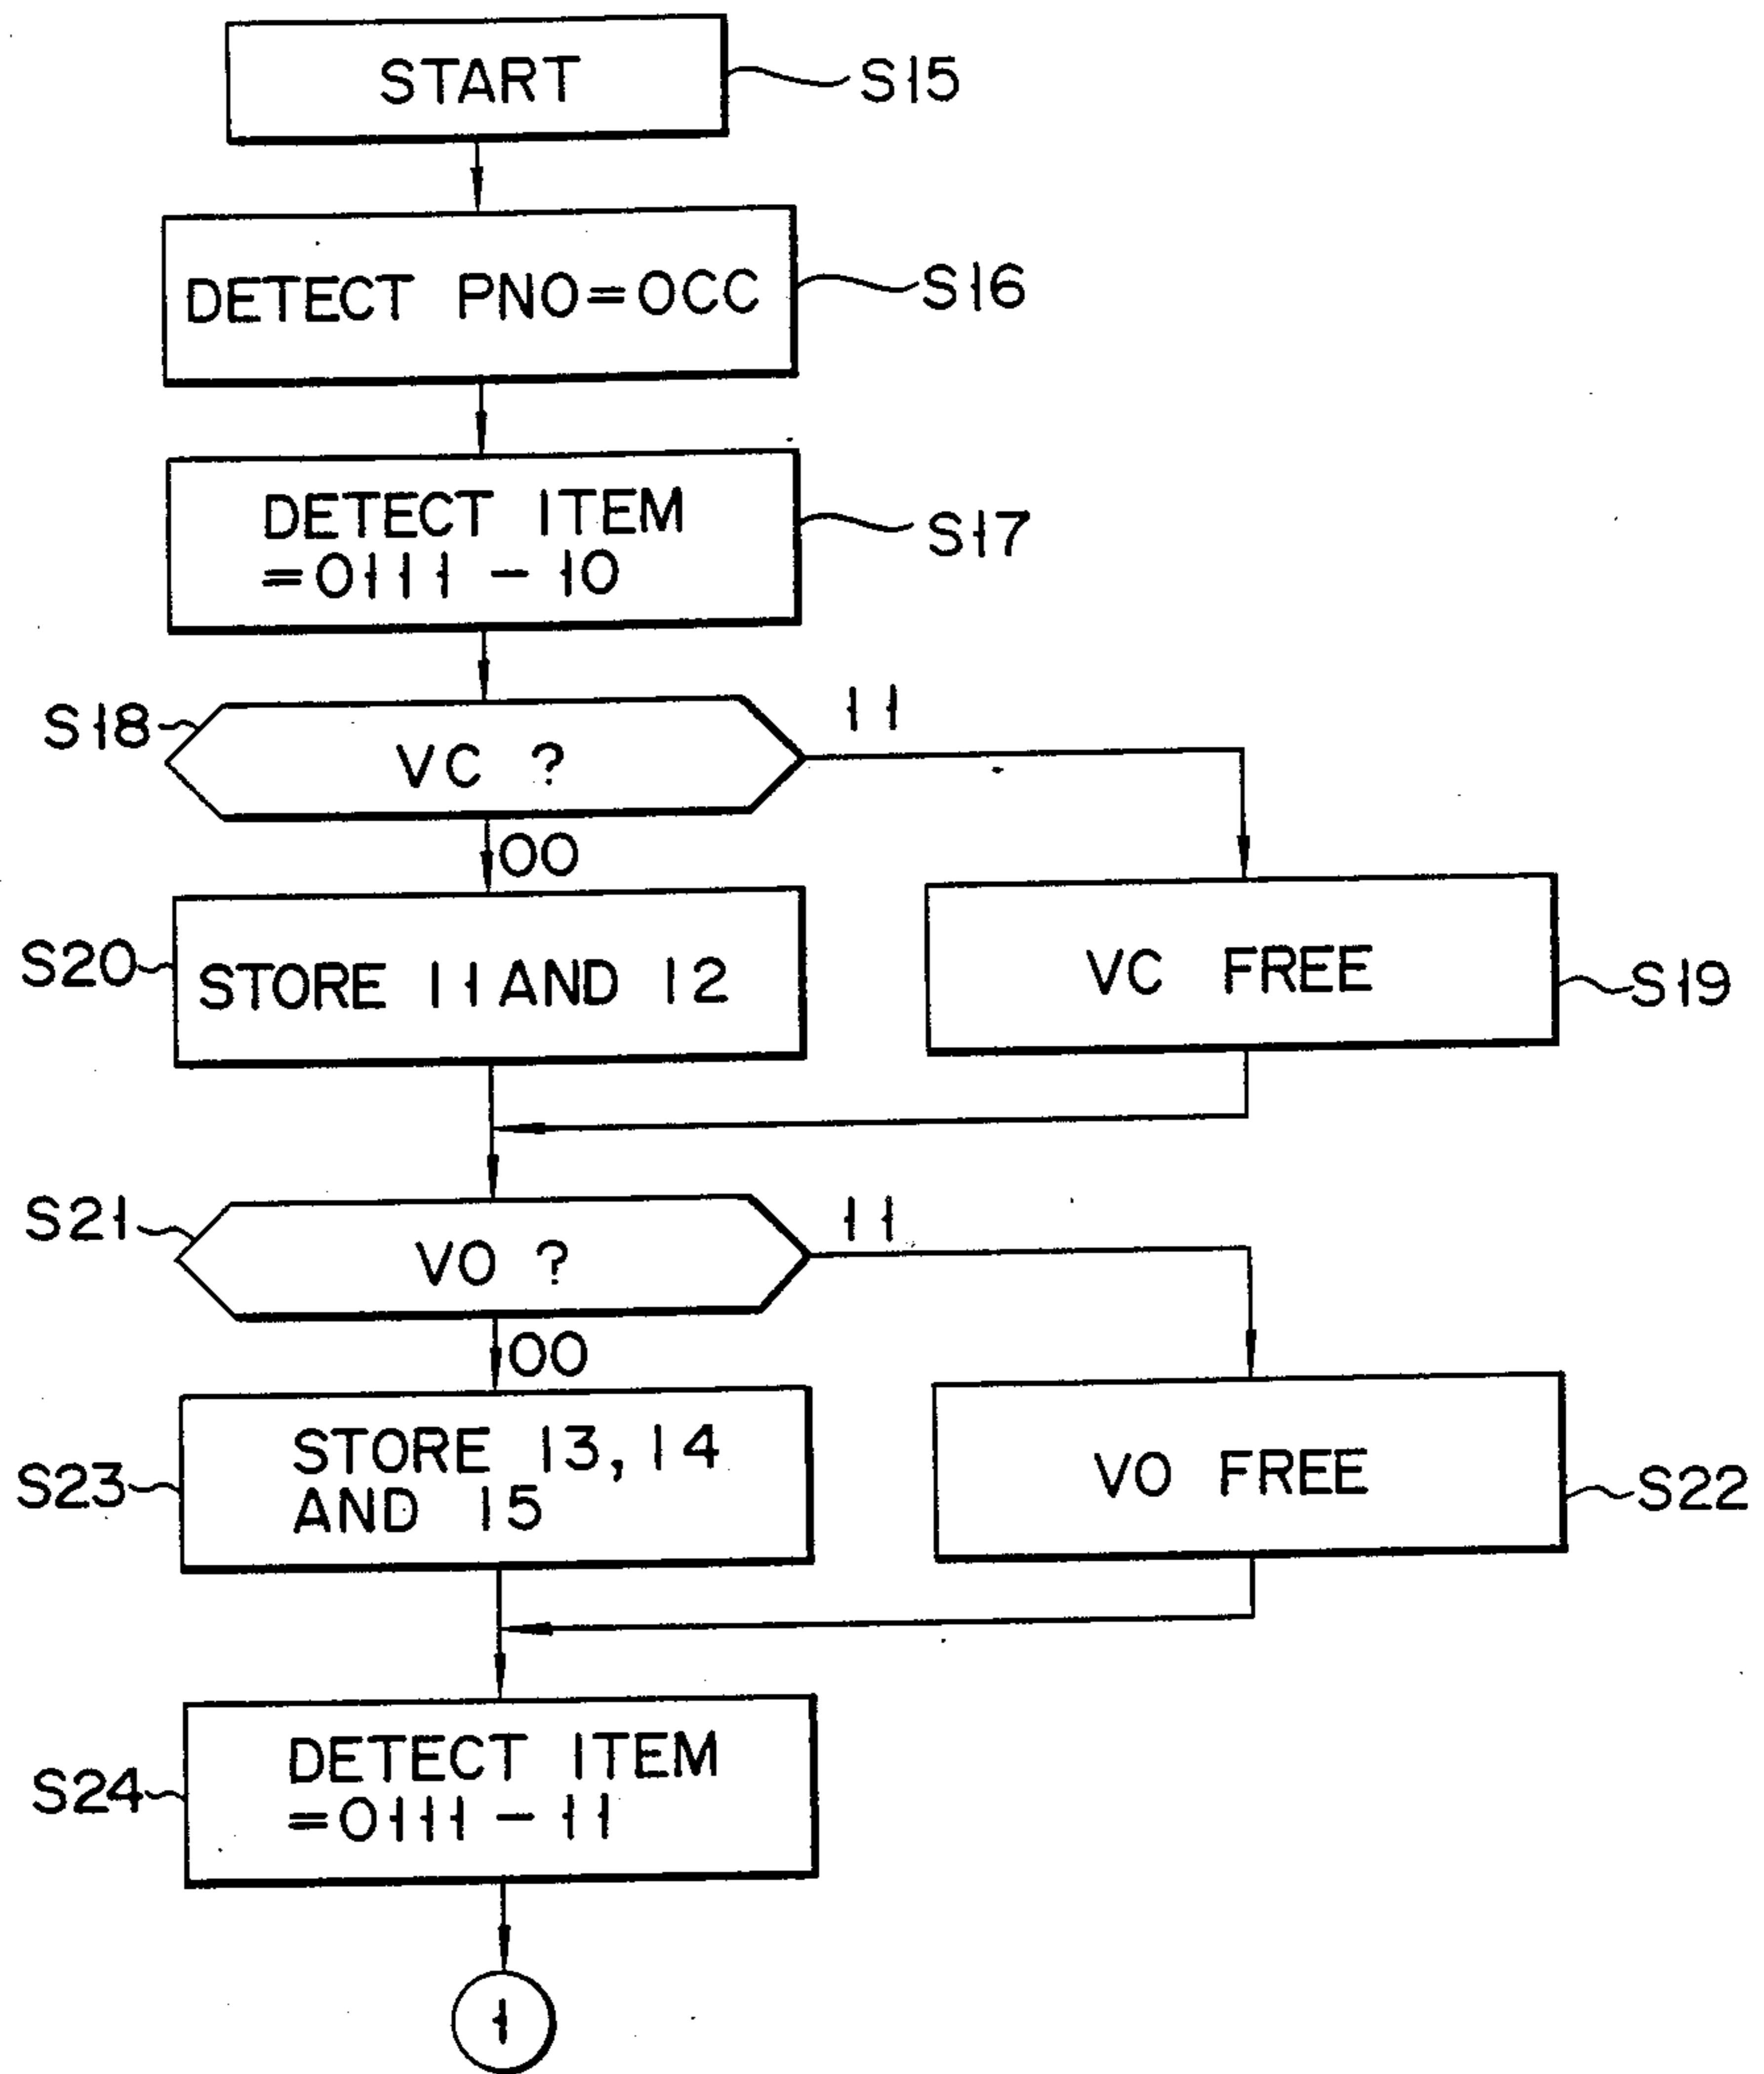 START
S15
DETECT PNO=OCC
S16
DETECT ITEM
=0111-10
S17
S18
VC ?
11
00
S20
STORE 11 AND 12
VC FREE
S19
S21
VO ?
11
00
S23
STORE 13, 14
AND 15
VO FREE
S22
S24
DETECT ITEM
=0111-11
1